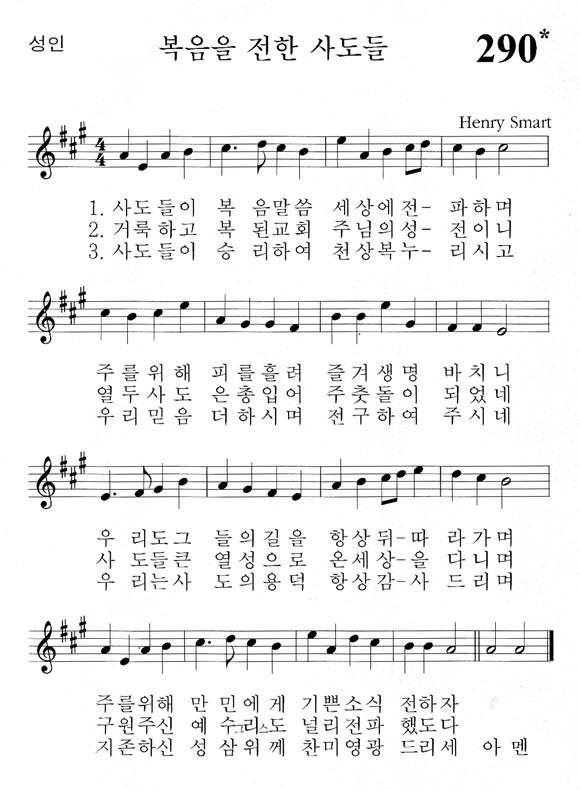 성인
복음을 전한 사도들
290*
Henry Smart
4
4
1. 사도들이 복 음말씀 세상에전- 파하며
2. 거룩하고 복 된교회 주님의성- 전이니
3. 사도들이 승 리하여 천상복누- 리시고
주를위해 피를흘려 즐겨생명 바치니
열두사도 은총입어 주춧돌이 되었네
우리믿음 더하시며 전구하여 주시네
우 리도그 들의길을 항상뒤-따 라가며
사 도들큰 열성으로 온세상-을 다니며
우 리는사 도의용덕 항상감-사 드리며
주를위해 만 민에게 기쁜소식 전하자
구원주신 예 수그리스도 널리전파 했도다
지존하신 성 삼위께 찬미영광 드리세 아 멘